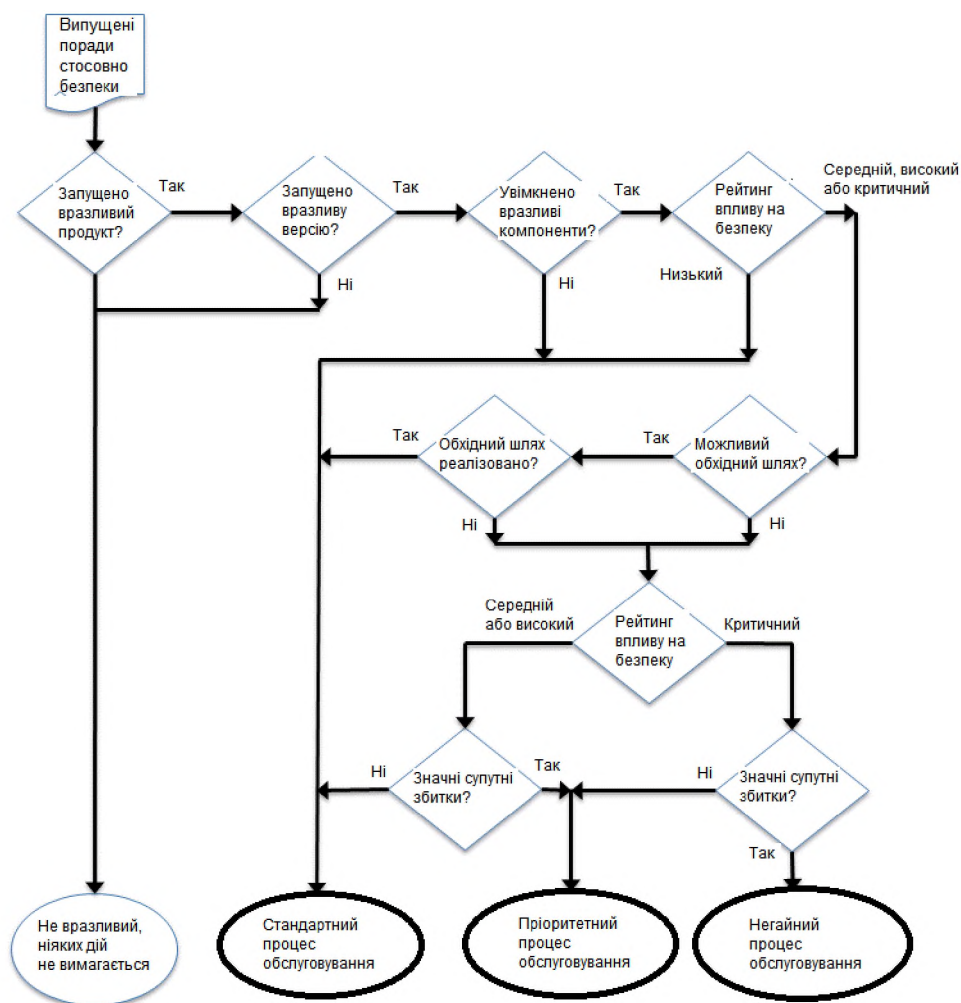 Випущені
поради
стосовно
безпеки
Запущено
вразливий
продукт?
Так
Запущено
вразливу
версію?
Так
Увімкнено
вразливі
компоненти?
Так
Рейтинг
впливу на
безпеку
Середній, високий
або критичний
Ні
Ні
Низький
Так
Обхідний шлях
реалізовано?
Так
Можливий
обхідний шлях?
Ні
Ні
Середній
або високий
Рейтинг
впливу на
безпеку
Критичний
Ні
Значні супутні
збитки?
Так
Ні
Значні супутні
збитки?
Так
Не вразливий,
ніяких дій
не вимагається
Стандартний
процес
обслуговування
Пріоритетний
процес
обслуговування
Негайний
процес
обслуговування